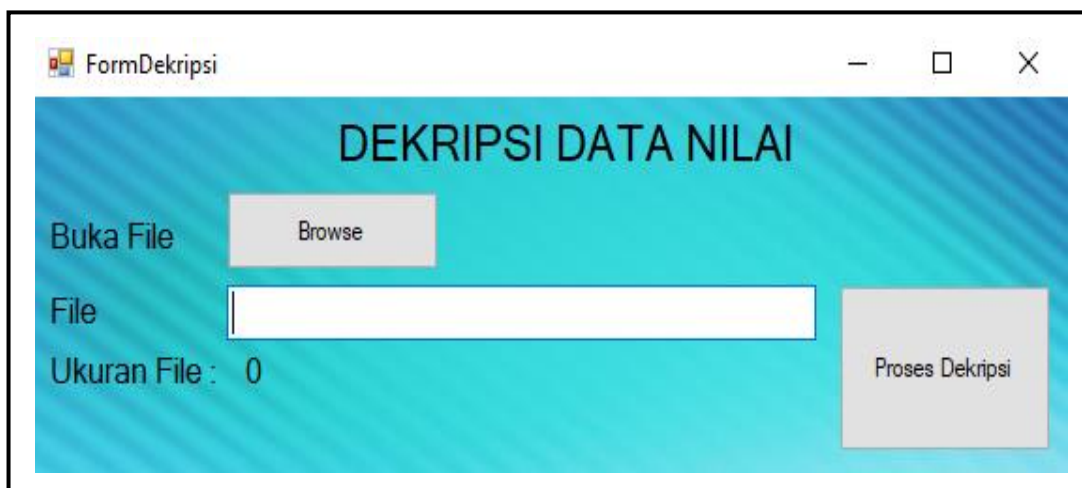 FormDekripsi
DEKRIPSI DATA NILAI
Buka File
Browse
File
Ukuran File : 0
Proses Dekripsi